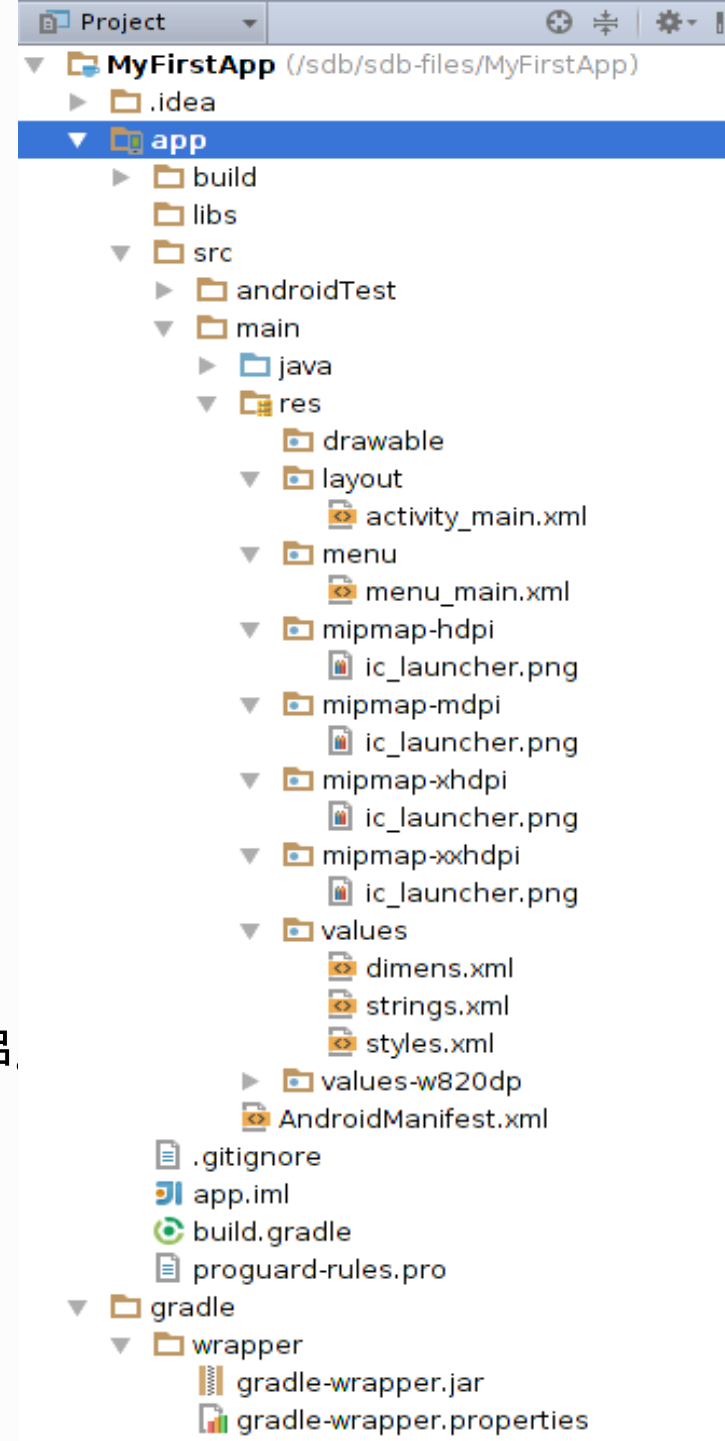 Project
MyFirstApp (/sdb/sdb-files/MyFirstApp)
.idea
app
build
libs
src
androidTest
main
java
res
drawable
layout
activity_main.xml
menu
menu_main.xml
mipmap-hdpi
ic_launcher.png
mipmap-mdpi
ic_launcher.png
mipmap-xhdpi
ic_launcher.png
mipmap-xxhdpi
ic_launcher.png
values
dimens.xml
strings.xml
styles.xml
values-w820dp
AndroidManifest.xml
.gitignore
app.iml
build.gradle
proguard-rules.pro
gradle
wrapper
gradle-wrapper.jar
gradle-wrapper.properties